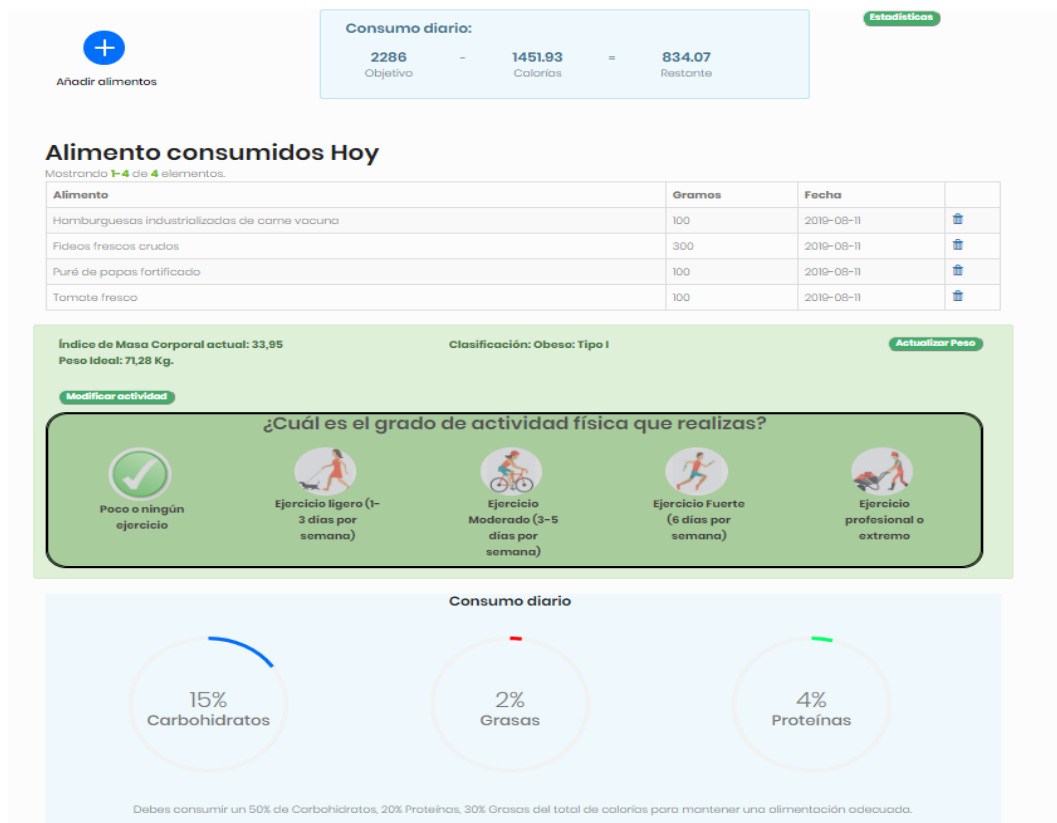 Estadísticas
Consumo diario:
2286 - 1451.93 = 834.07
Objetivo Calorías Restante
Añadir alimentos
Alimento consumidos Hoy
Mostrando 1-4 de 4 elementos.
Alimento Gramos Fecha
Hamburguesas industrializadas de carne vacuna 100 2019-08-11
Fideos frescos crudos 300 2019-08-11
Puré de papas fortificado 100 2019-08-11
Tomate fresco 100 2019-08-11
Índice de Masa Corporal actual: 33,95 Clasificación: Obeso: Tipo I Actualizar Peso
Peso Ideal: 71,28 Kg.
Modificar actividad
¿Cuál es el grado de actividad física que realizas?
Poco o ningún
ejercicio
Ejercicio ligero (1-
3 días por
semana)
Ejercicio
Moderado (3-5
días por
semana)
Ejercicio Fuerte
(6 días por
semana)
Ejercicio
profesional o
extremo
Consumo diario
15%
Carbohidratos
2%
Grasas
4%
Proteínas
Debes consumir un 50% de Carbohidratos, 20% Proteínas, 30% Grasas del total de calorías para mantener una alimentación adecuada.